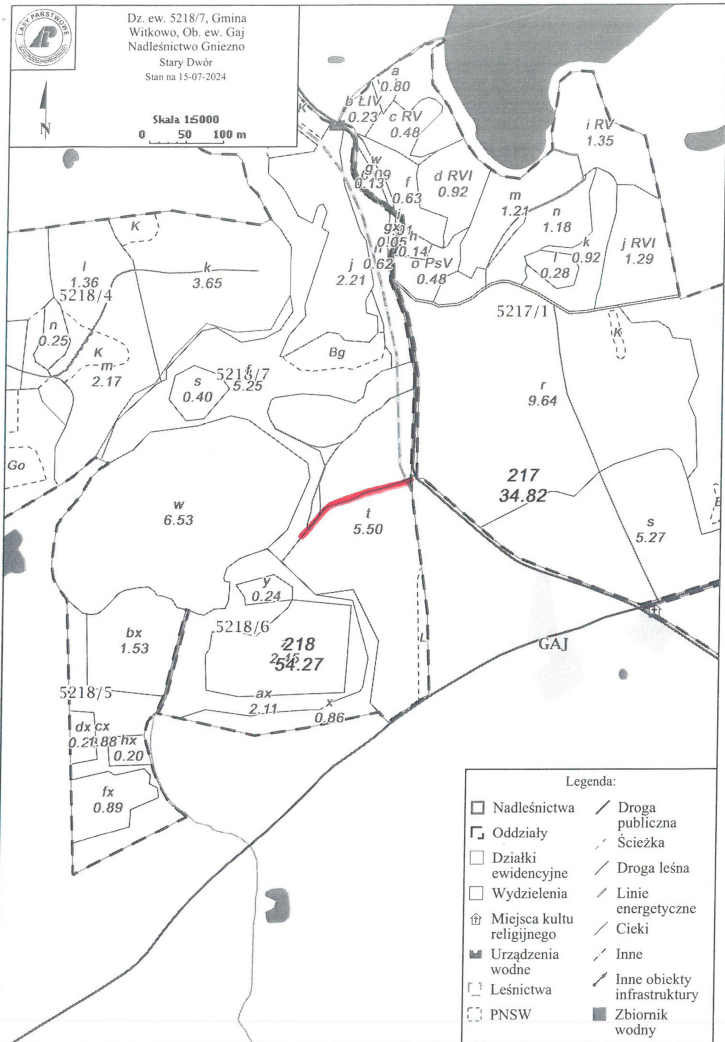 LASY PAŃSTWOWE
Dz. ew. 5218/7, Gmina
Witkowo, Ob. ew. Gaj
Nadleśnictwo Gniezno
Stary Dwór
Stan na 15-07-2024
N
Skala 1:5000
0 50 100 m
K
a
0.80
b ŁIV
0.23
c RV
0.48
i RV
1.35
w
g
0.09
0.13
f
0.63
d RVI
0.92
m
1.21
n
1.18
k
0.92
l
0.28
j RVI
1.29
K
gx
0.05
h
0.14
i
0.62
o PsV
0.48
j
2.21
l
1.36
k
3.65
5218/4
5217/1
n
0.25
K
m
2.17
K
Bg
5218/7
f
5.25
s
0.40
r
9.64
Go
217
34.82
w
6.53
t
5.50
s
5.27
y
0.24
5218/6
bx
1.53
218
54.27
L
GAJ
5218/5
ax
2.11
x
0.86
dx
cx
hx
0.20
fx
0.89
Legenda:
Nadleśnictwa
Oddziały
Działki
ewidencyjne
Wydzielenia
Miejsca kultu
religijnego
Urządzenia
wodne
Leśnictwa
PNSW
Droga
publiczna
Ścieżka
Droga leśna
Linie
energetyczne
Cieki
Inne
Inne obiekty
infrastruktury
Zbiornik
wodny